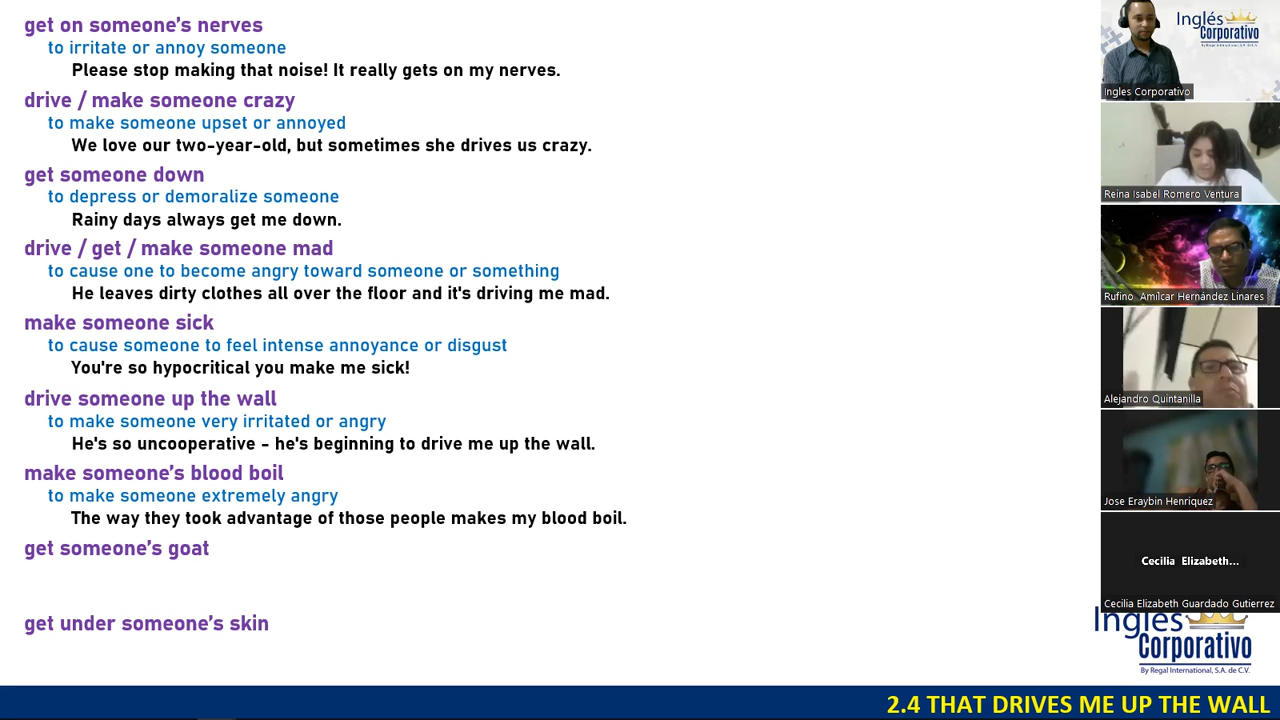 get on someone's nerves
to irritate or annoy someone
Please stop making that noise! It really gets on my nerves.
drive / make someone crazy
to make someone upset or annoyed
We love our two-year-old, but sometimes she drives us crazy.
get someone down
to depress or demoralize someone
Rainy days always get me down.
drive / get / make someone mad
to cause one to become angry toward someone or something
He leaves dirty clothes all over the floor and it's driving me mad.
make someone sick
to cause someone to feel intense annoyance or disgust
You're so hypocritical you make me sick!
drive someone up the wall
to make someone very irritated or angry
He's so uncooperative - he's beginning to drive me up the wall.
make someone's blood boil
to make someone extremely angry
The way they took advantage of those people makes my blood boil.
get someone's goat
get under someone's skin
Inglés
Corporativo
By Regal International, S.A. de C.V.
Ingles Corporativo
Reina Isabel Romero Ventura
Rufino Amilcar Hernández Linares
Alejandro Quintanilla
Jose Eraybin Henriquez
Cecilia Elizabeth...
Cecilia Elizabeth Guardado Gutierrez
Inglés
Corporativo
By Regal International, S.A. de C.V.
2.4 THAT DRIVES ME UP THE WALL